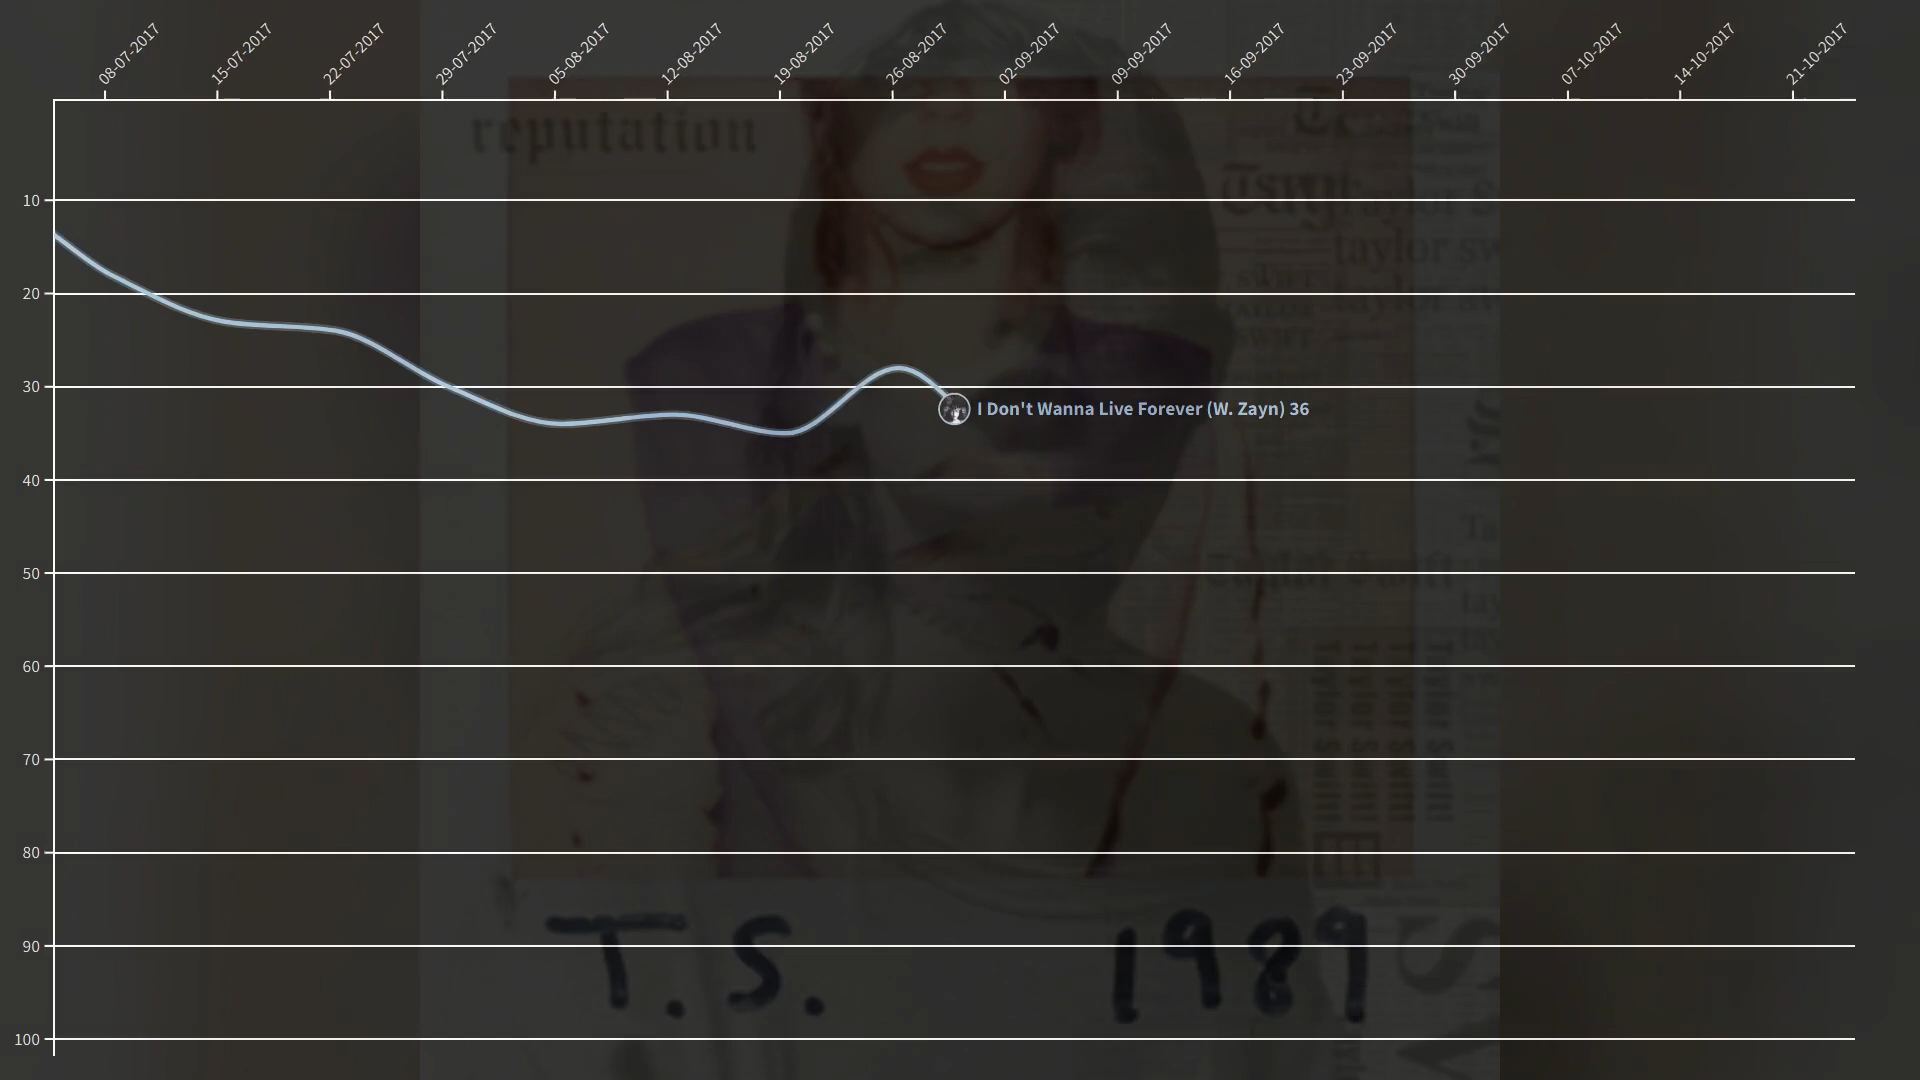 08-07-2017 15-07-2017 22-07-2017 29-07-2017 05-08-2017 12-08-2017 19-08-2017 26-08-2017 02-09-2017 09-09-2017 16-09-2017 23-09-2017 30-09-2017 07-10-2017 14-10-2017 21-10-2017
reputation
10
20
30
I Don't Wanna Live Forever (W. Zayn) 36
40
50
Taylor Swift
60
70
80
90
T. S. 1989
100